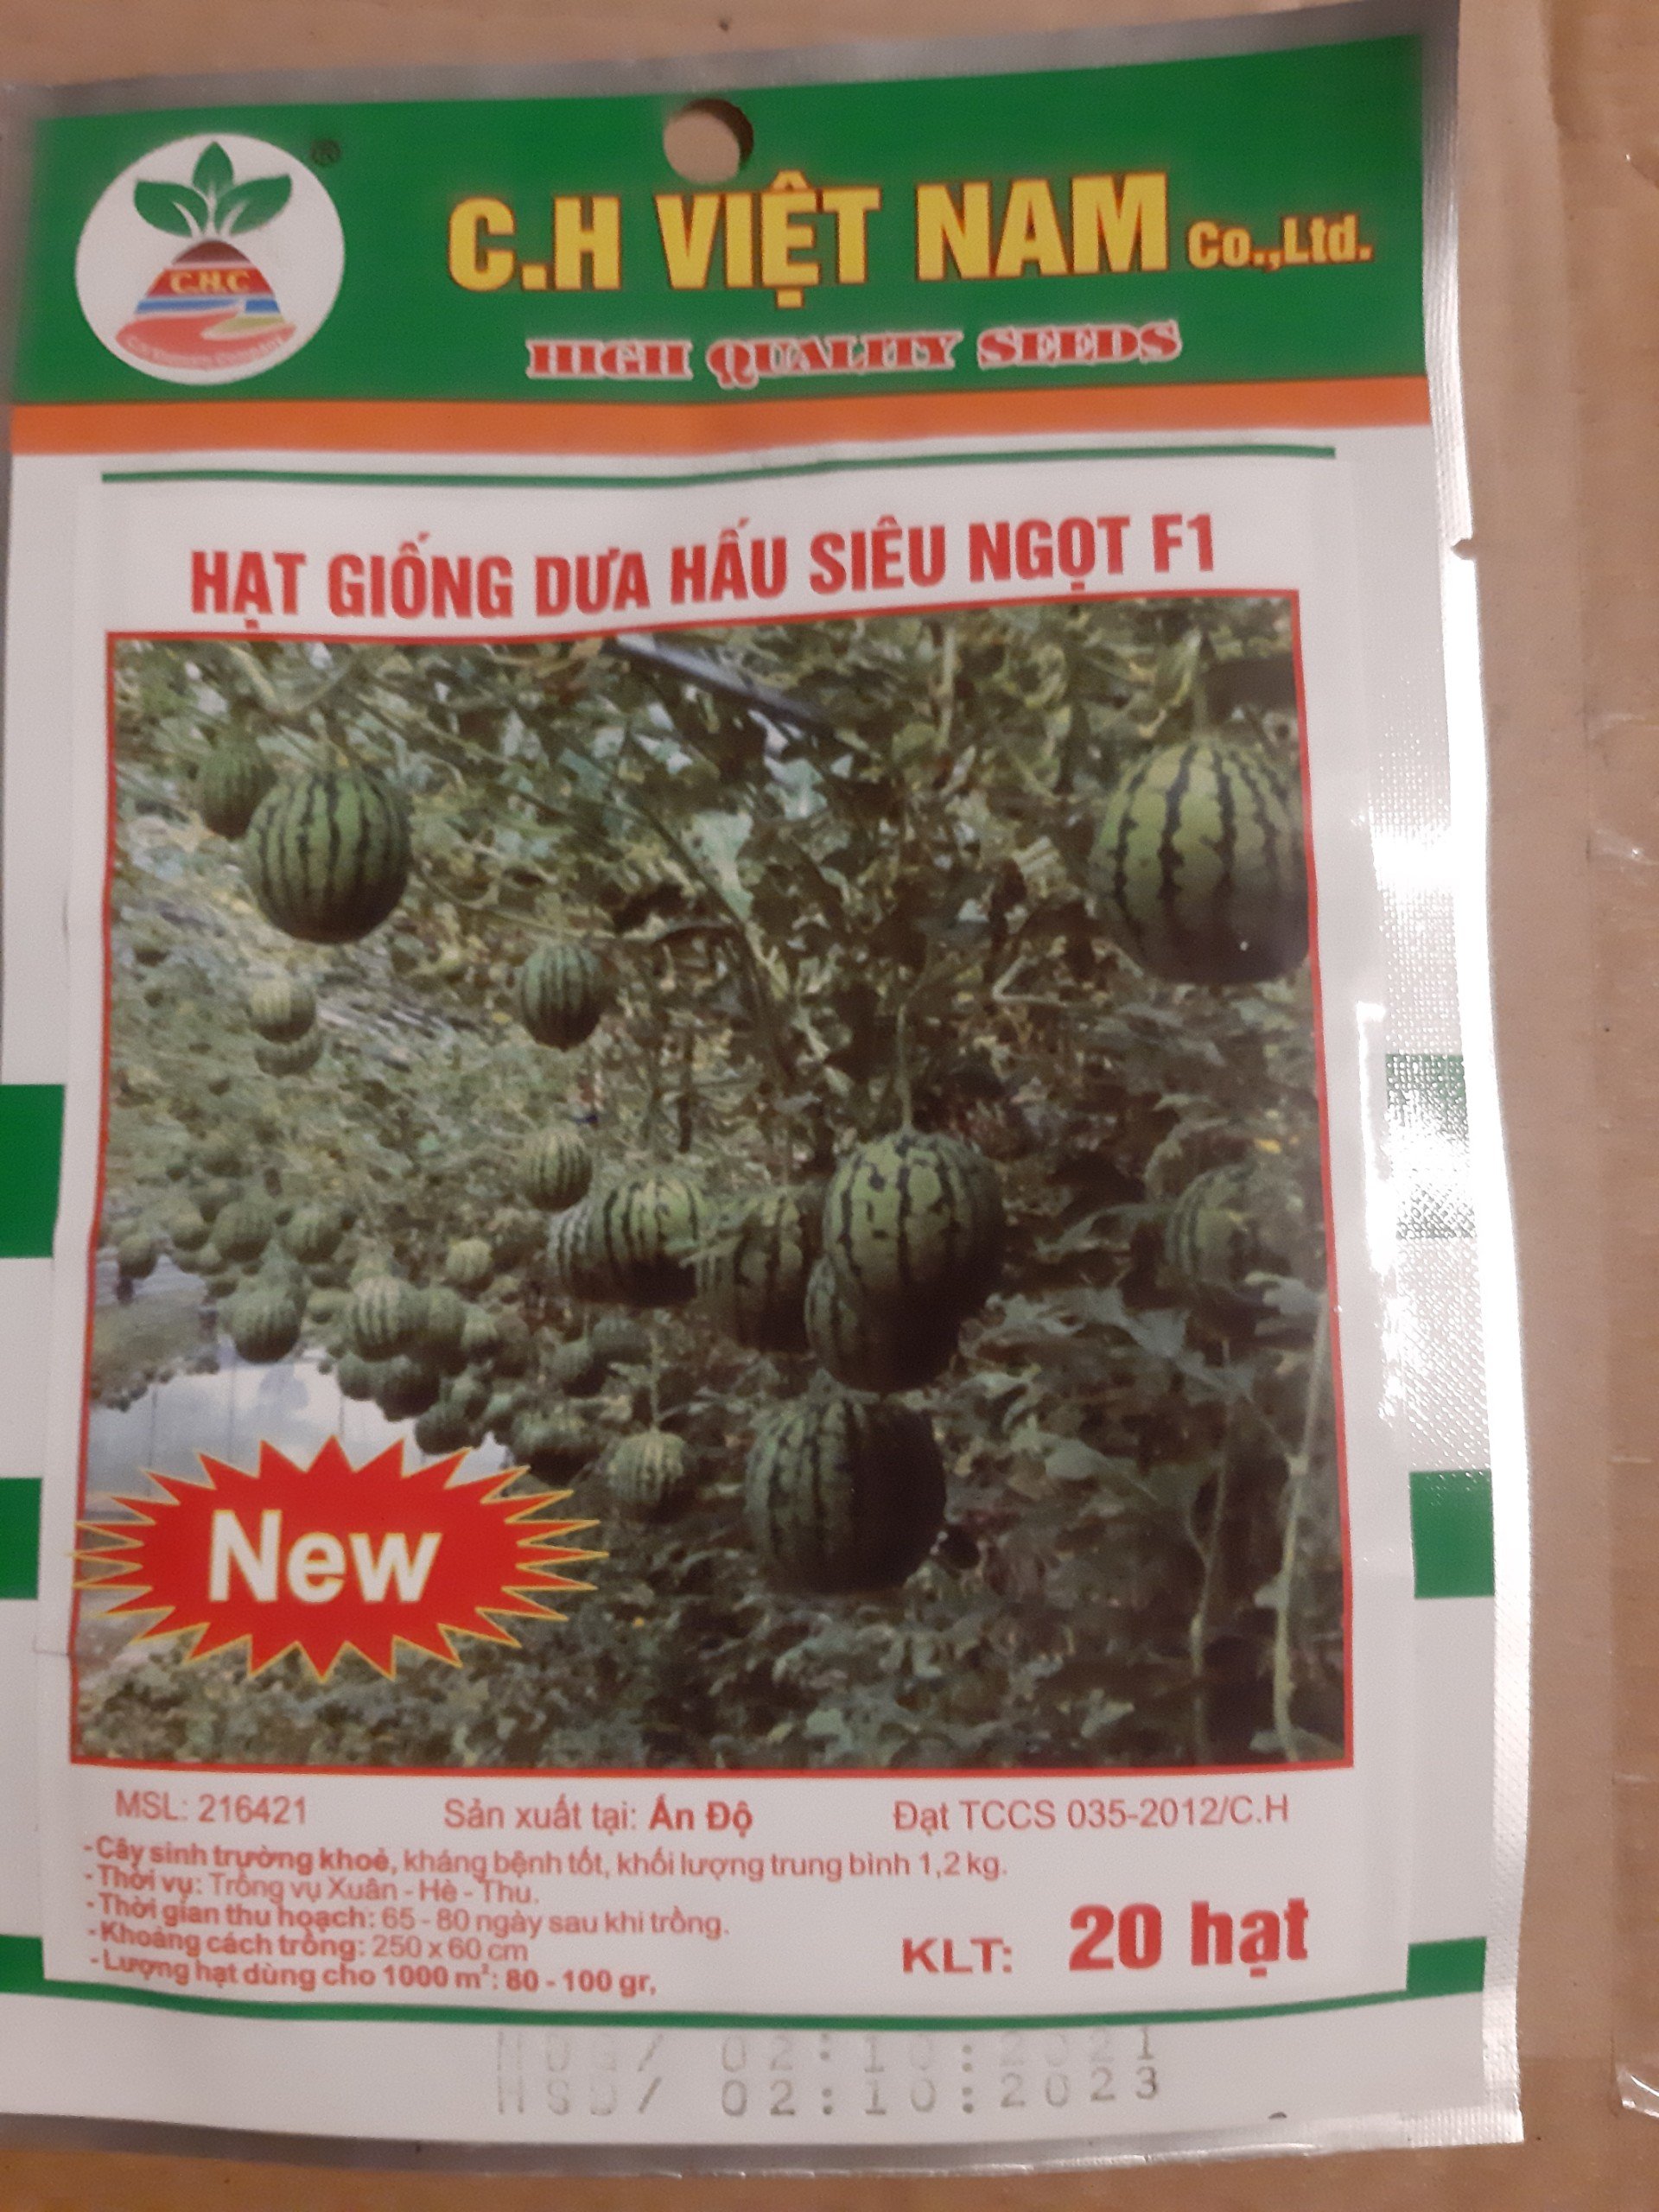 ®
C.H.C
C.H VIỆT NAM Co.,Ltd.
HIGH QUALITY SEEDS
HẠT GIỐNG DƯA HẤU SIÊU NGỌT F1
New
MSL: 216421 Sản xuất tại: Ấn Độ Đạt TCCS 035-2012/C.H
- Cây sinh trưởng khoẻ, kháng bệnh tốt, khối lượng trung bình 1,2 kg.
- Thời vụ: Trồng vụ Xuân - Hè - Thu.
- Thời gian thu hoạch: 65 - 80 ngày sau khi trồng.
- Khoảng cách trồng: 250 x 60 cm
- Lượng hạt dùng cho 1000 m²: 80 - 100 gr,
KLT: 20 hạt
02:10:2021
HSD/ 02:10:2023